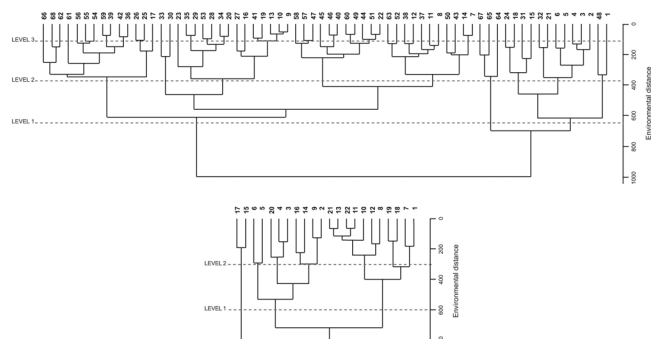 66 68 62 61 56 55 54 59 39 42 36 26 25 17 33 30 23 35 29 53 28 34 20 27 16 41 19 13 10 9 58 57 47 45 46 40 60 49 44 51 22 63 52 38 12 37 11 8 50 43 14 7 67 65 64 24 18 31 15 32 21 6 5 4 3 2 48 1
0
LEVEL 3
200
LEVEL 2
400
600
LEVEL 1
800
1000
Environmental distance
17 15 6 5 20 4 3 16 14 9 2 21 13 22 11 10 12 8 19 18 7 1
0
200
LEVEL 2
400
LEVEL 1
600
Environmental distance